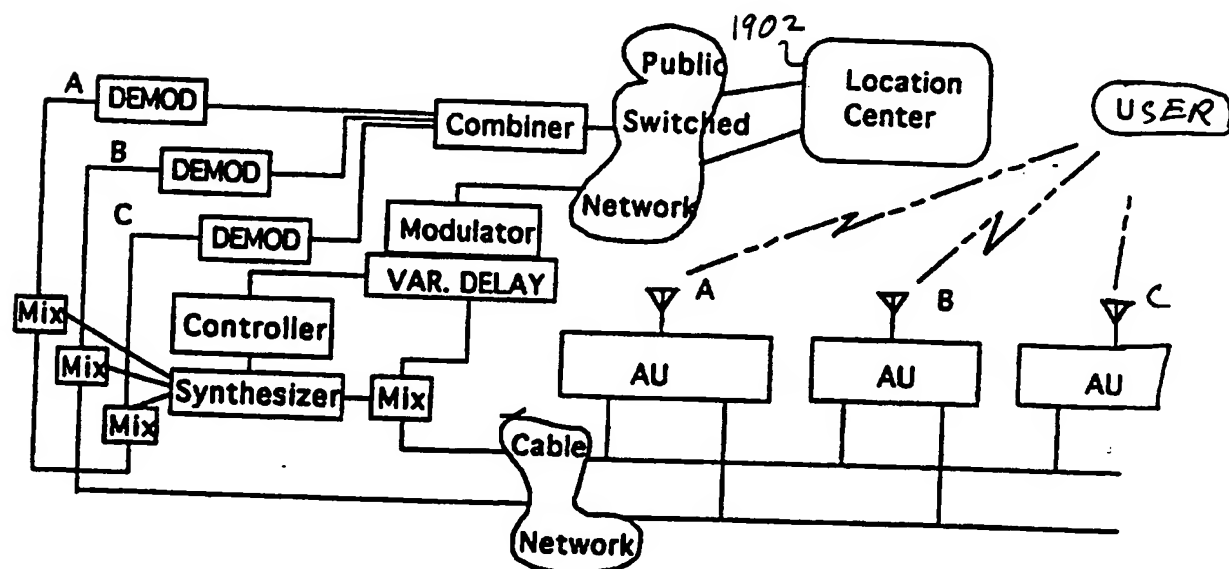 1902
Public
Switched
Network
Location
Center
USER
A
DEMOD
Combiner
B
DEMOD
C
DEMOD
Modulator
VAR. DELAY
Mix
Controller
Mix
Synthesizer
Mix
Mix
A
B
C
AU
AU
AU
Cable
Network